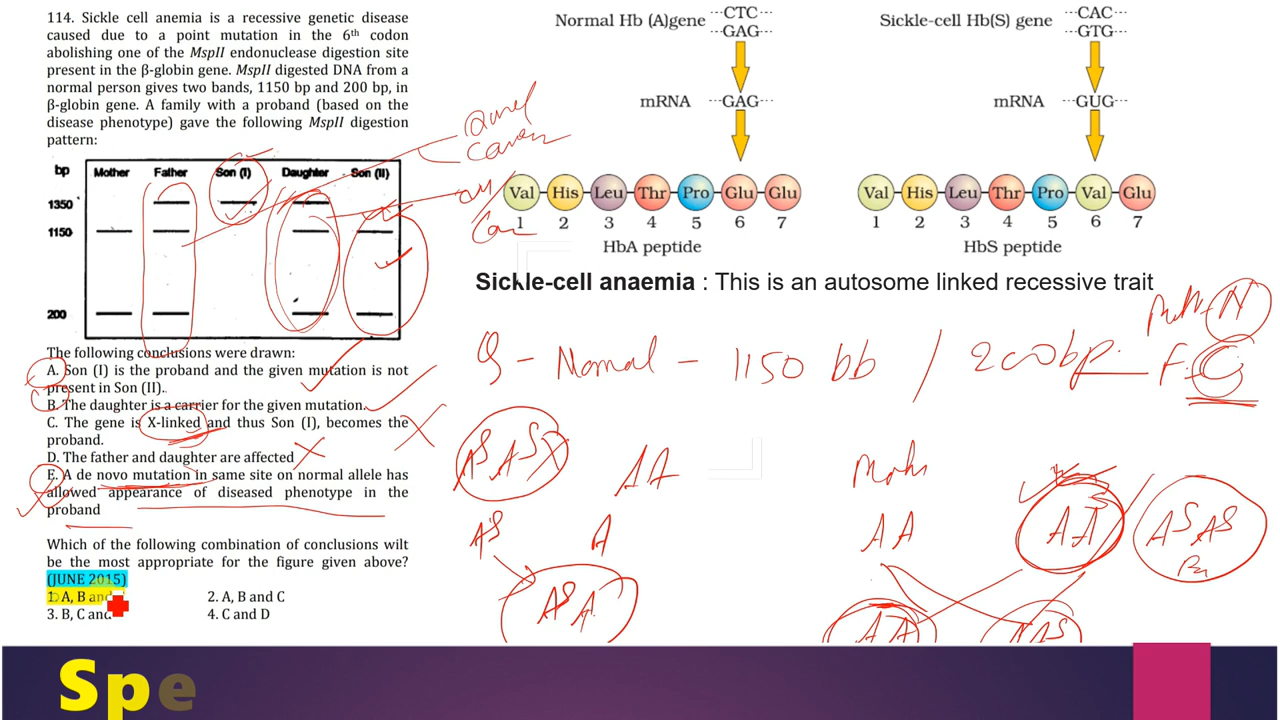 114. Sickle cell anemia is a recessive genetic disease
caused due to a point mutation in the 6th codon
abolishing one of the MspII endonuclease digestion site
present in the β-globin gene. MspII digested DNA from a
normal person gives two bands, 1150 bp and 200 bp, in
β-globin gene. A family with a proband (based on the
disease phenotype) gave the following MspII digestion
pattern:
bp Mother Father Son (I) Daughter Son (II)
1350
1150
200
The following conclusions were drawn:
A. Son (I) is the proband and the given mutation is not
present in Son (II).
B. The daughter is a carrier for the given mutation.
C. The gene is X-linked and thus Son (I), becomes the
proband.
D. The father and daughter are affected
E. A de novo mutation in same site on normal allele has
allowed appearance of diseased phenotype in the
proband
Which of the following combination of conclusions wilt
be the most appropriate for the figure given above?
(JUNE 2015)
1. A, B and
2. A, B and C
3. B, C and
4. C and D
Normal Hb (A)gene
CTC
GAG
mRNA
GAG
Val His Leu Thr Pro Glu Glu
1 2 3 4 5 6 7
HbA peptide
Sickle-cell Hb(S) gene
CAC
GTG
mRNA
GUG
Val His Leu Thr Pro Val Glu
1 2 3 4 5 6 7
HbS peptide
Sickle-cell anaemia : This is an autosome linked recessive trait
- Normal - 1150 bb / 200bp
N
F. C
AS AS X
AA
AS A
AS A
AA
AA
AS AS
AA
AS
Spe